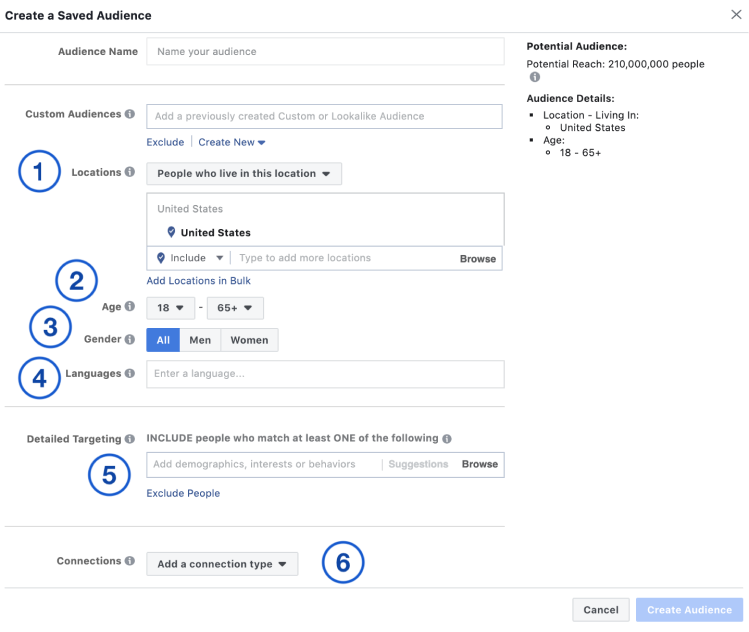 Create a Saved Audience
Audience Name Name your audience
Custom Audiences Add a previously created Custom or Lookalike Audience
Exclude Create New
1 Locations People who live in this location
United States
United States
Include Type to add more locations Browse
Add Locations in Bulk
2 Age 18 - 65+
3 Gender All Men Women
4 Languages Enter a language...
Detailed Targeting INCLUDE people who match at least ONE of the following
5 Add demographics, interests or behaviors Suggestions Browse
Exclude People
Connections Add a connection type 6
Potential Audience:
Potential Reach: 210,000,000 people
Audience Details:
Location - Living In:
United States
Age:
18 - 65+
Cancel Create Audience